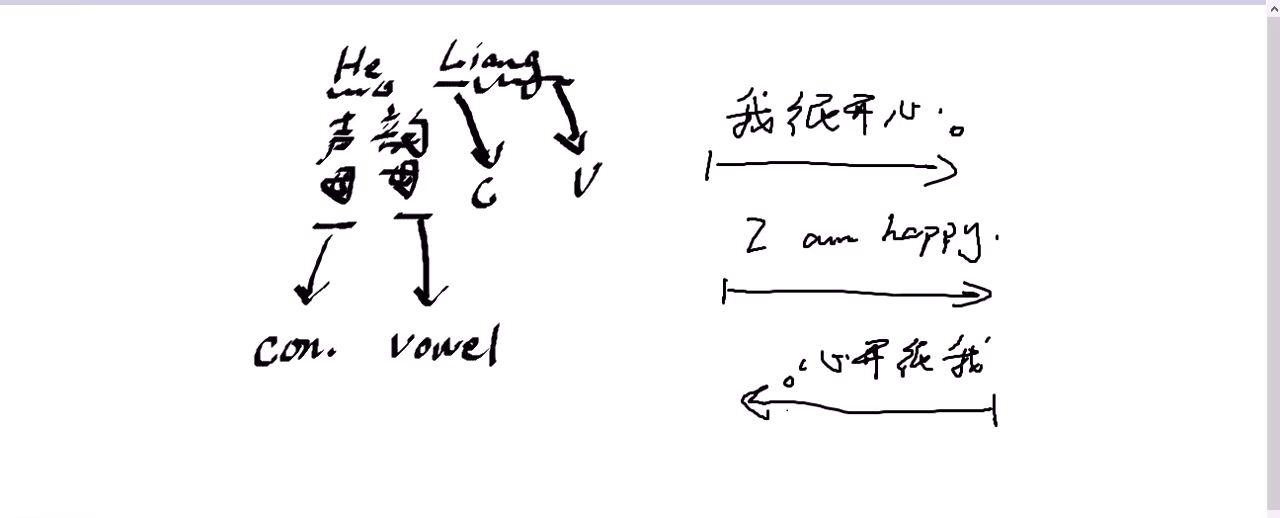 He Liang
声 韵
母 母
C V
con. vowel
我很开心。
I am happy.
。心开很我